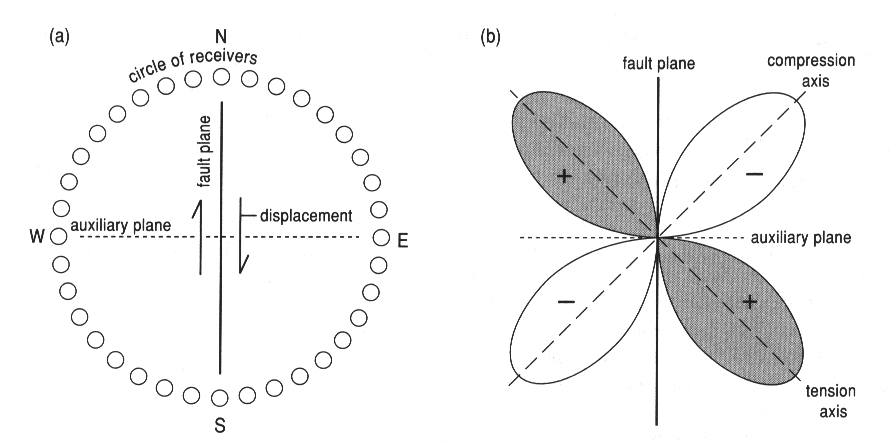 (a)
N
circle of receivers
fault plane
auxiliary plane
displacement
W
E
S
(b)
fault plane
compression
axis
+
−
auxiliary plane
−
+
tension
axis